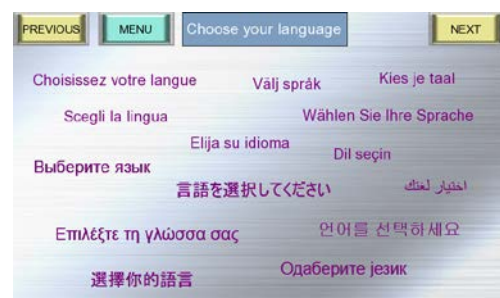 PREVIOUS
MENU
Choose your language
NEXT
Choisissez votre langue
Välj språk
Kies je taal
Scegli la lingua
Wählen Sie Ihre Sprache
Elija su idioma
Dil seçin
Выберите язык
言語を選択してください
اختيار لغتك
Επιλέξτε τη γλώσσα σας
언어를 선택하세요
選擇你的語言
Одаберите језик